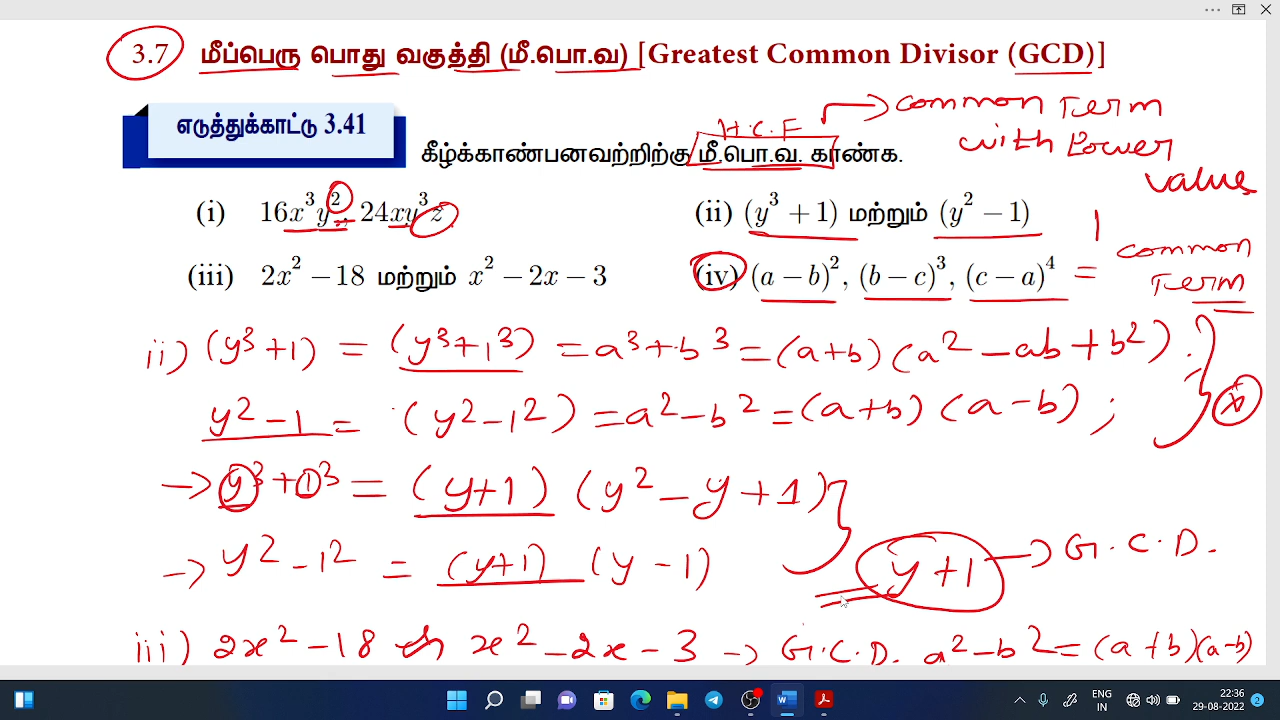 3.7 மீப்பெரு பொது வகுத்தி (மீ.பொ.வ) [Greatest Common Divisor (GCD)]
எடுத்துக்காட்டு 3.41
H.C.F → common Term
with Power
value
கீழ்க்காண்பனவற்றிற்கு மீ.பொ.வ. காண்க.
(i) 16x³y², 24xy³z (ii) (y³ + 1) மற்றும் (y² − 1)
(iii) 2x² − 18 மற்றும் x² − 2x − 3 (iv) (a − b)², (b − c)³, (c − a)⁴ = 1
common
Term
ii) (y³+1) = (y³+1³) = a³+b³ = (a+b) (a² − ab + b²).
y² − 1 = (y² − 1²) = a² − b² = (a+b) (a−b) ;
→ y³ + 1³ = (y+1) (y² − y + 1)
→ y² − 1² = (y+1) (y − 1)
y + 1 → G.C.D.
iii) 2x² − 18 x² − 2x − 3 → G.C.D. a² − b² = (a+b)(a−b)
ENG
IN
22:36
29-08-2022
2